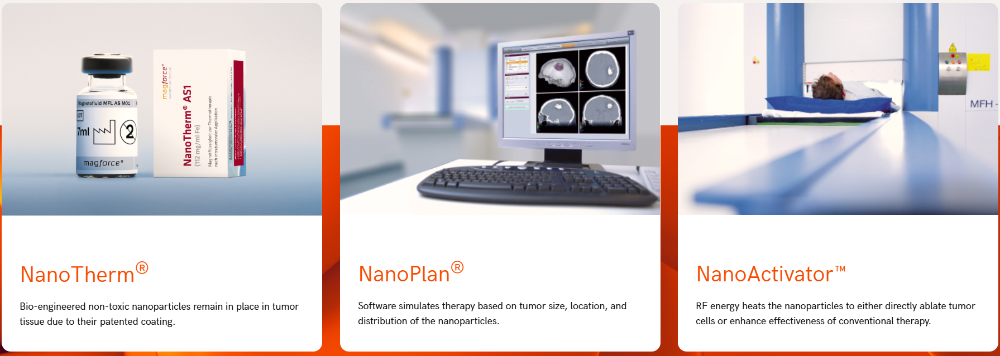 Magnetofluid MFL AS M01
LOT
7ml
2
magforce®
magforce®
NanoTherm® AS1
(112 mg/ml Fe)
Magnetflüssigkeit zur Thermotherapie
nach intratumoraler Applikation
MFH -
NanoTherm®
Bio-engineered non-toxic nanoparticles remain in place in tumor
tissue due to their patented coating.
NanoPlan®
Software simulates therapy based on tumor size, location, and
distribution of the nanoparticles.
NanoActivator™
RF energy heats the nanoparticles to either directly ablate tumor
cells or enhance effectiveness of conventional therapy.